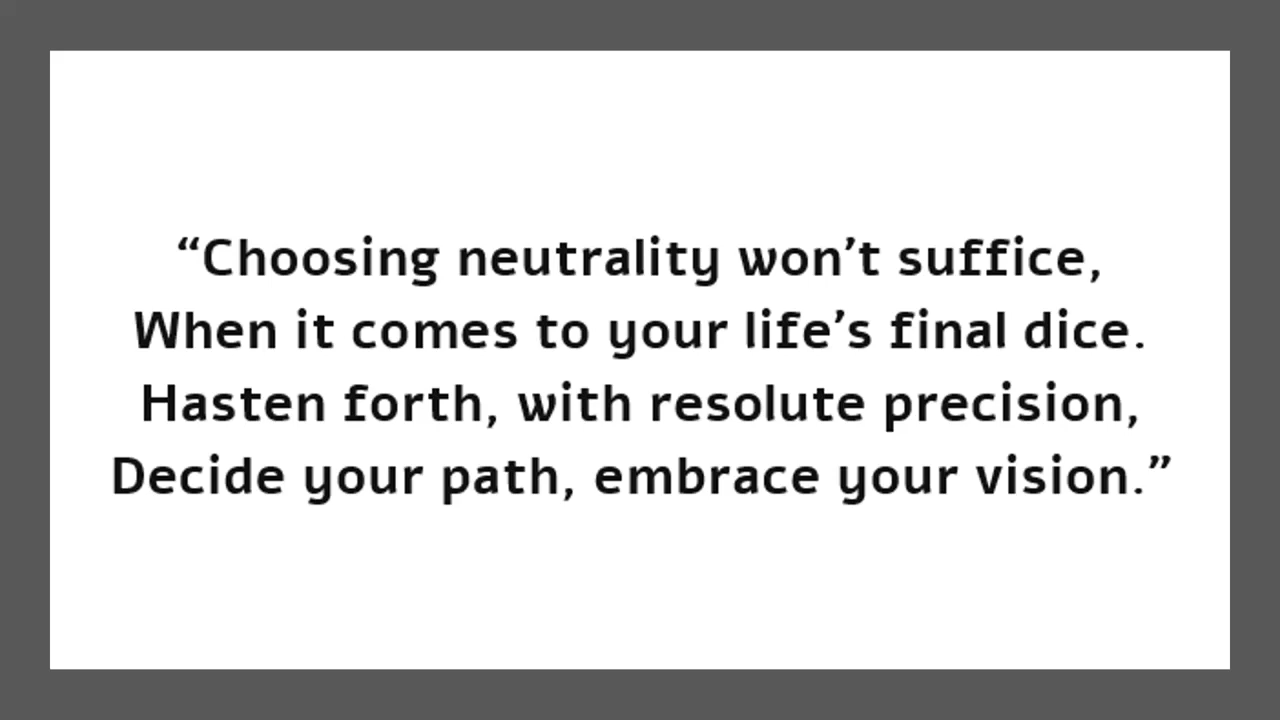 “Choosing neutrality won’t suffice,
When it comes to your life’s final dice.
Hasten forth, with resolute precision,
Decide your path, embrace your vision.”